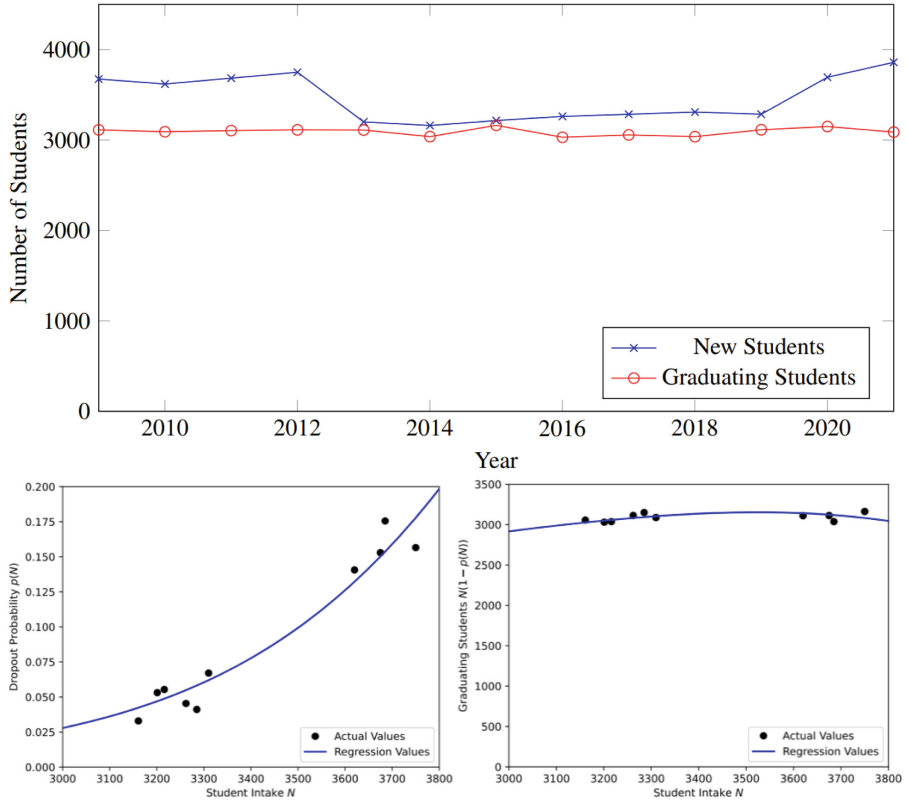 Number of Students
4000
3000
2000
1000
0
New Students
Graduating Students
2010 2012 2014 2016 2018 2020
Year
Dropout Probability p(N)
0.200
0.175
0.150
0.125
0.100
0.075
0.050
0.025
0.000
Actual Values
Regression Values
3000 3100 3200 3300 3400 3500 3600 3700 3800
Student Intake N
Graduating Students N(1 − p(N))
3500
3000
2500
2000
1500
1000
500
0
Actual Values
Regression Values
3000 3100 3200 3300 3400 3500 3600 3700 3800
Student Intake N